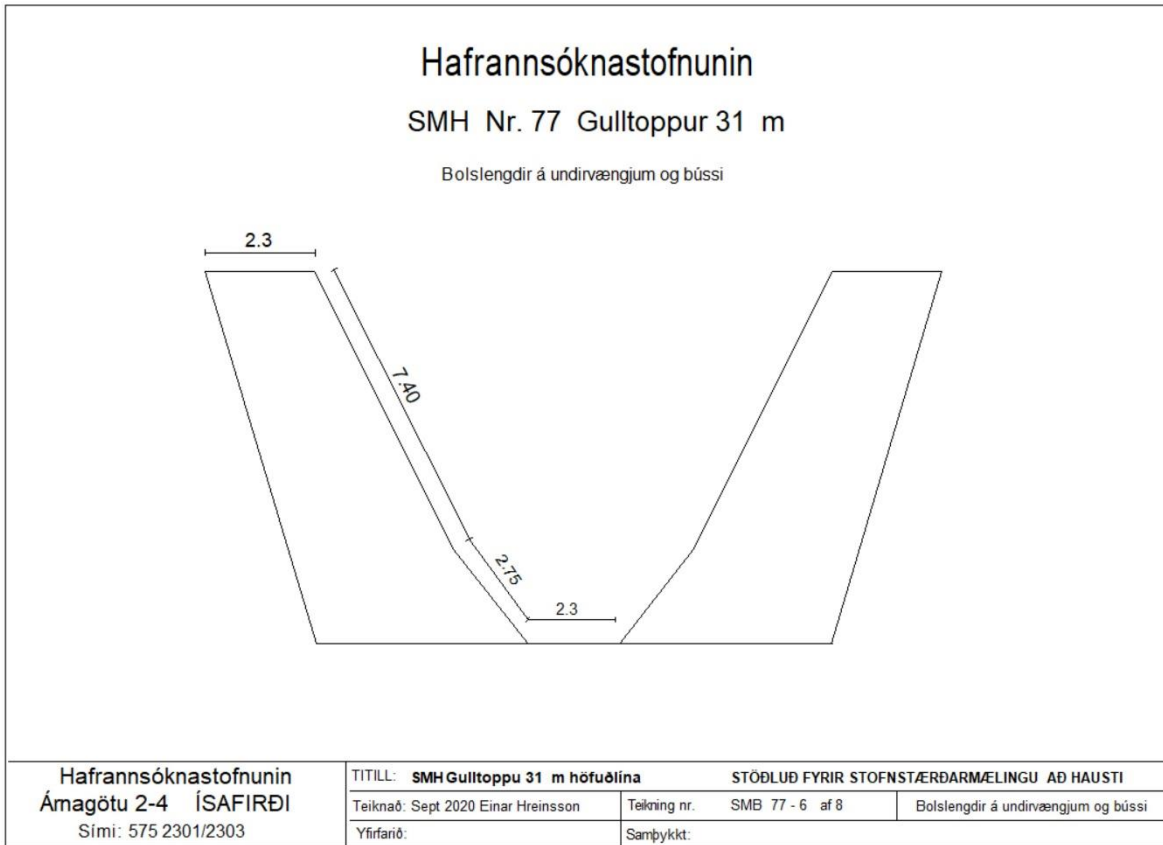 Hafrannsóknastofnunin
SMH Nr. 77 Gulltoppur 31 m
Bolslengdir á undirvængjum og bússi
2.3
7.40
2.75
2.3
Hafrannsóknastofnunin
Árnagötu 2-4 ÍSAFIRÐI
Sími: 575 2301/2303
TITILL: SMH Gulltoppu 31 m höfuðlína STÖÐLUÐ FYRIR STOFNSTÆRÐARMÆLINGU AÐ HAUSTI
Teiknað: Sept 2020 Einar Hreinsson Teikning nr. SMB 77 - 6 af 8 Bolslengdir á undirvængjum og bússi
Yfirfarið: Samþykkt: